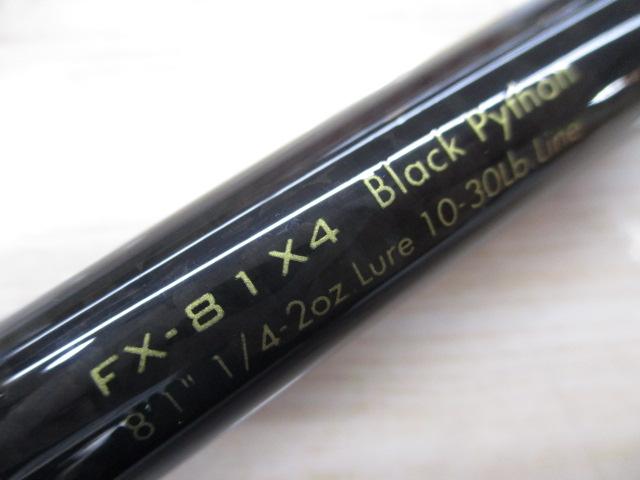 FX-81X4 Black Python
8'1" 1/4-2oz Lure 10-30Lb Line